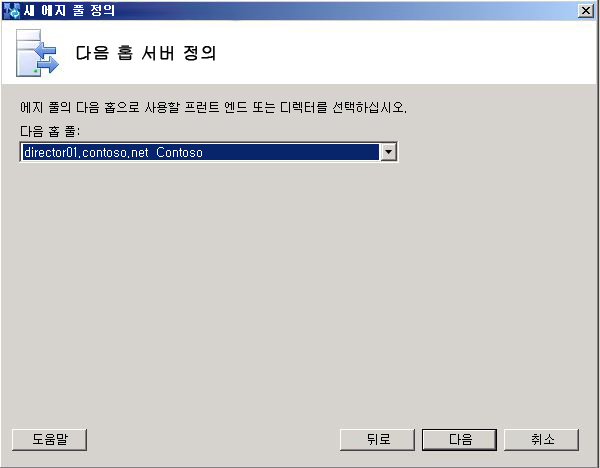 새 에지 풀 정의
다음 홉 서버 정의
에지 풀의 다음 홉으로 사용할 프런트 엔드 또는 디렉터를 선택하십시오.
다음 홉 풀:
director01.contoso.net Contoso
도움말 뒤로 다음 취소